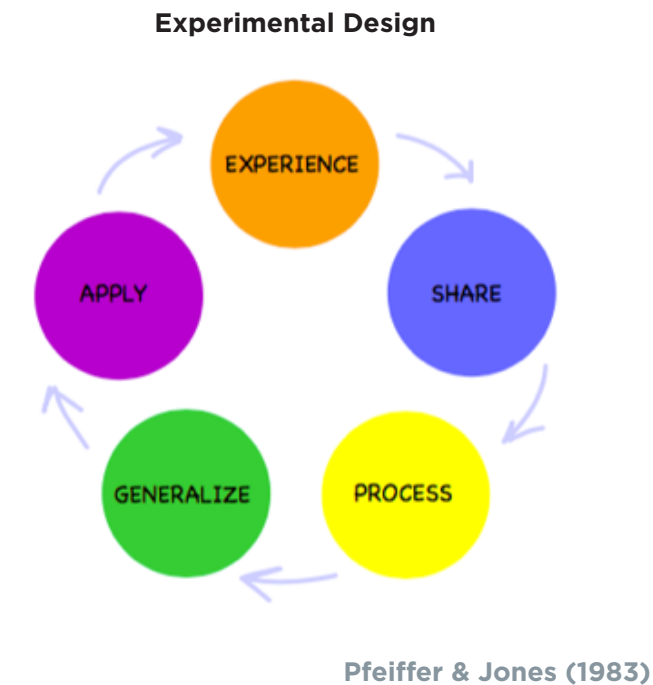 Experimental Design
EXPERIENCE
SHARE
PROCESS
GENERALIZE
APPLY
Pfeiffer & Jones (1983)